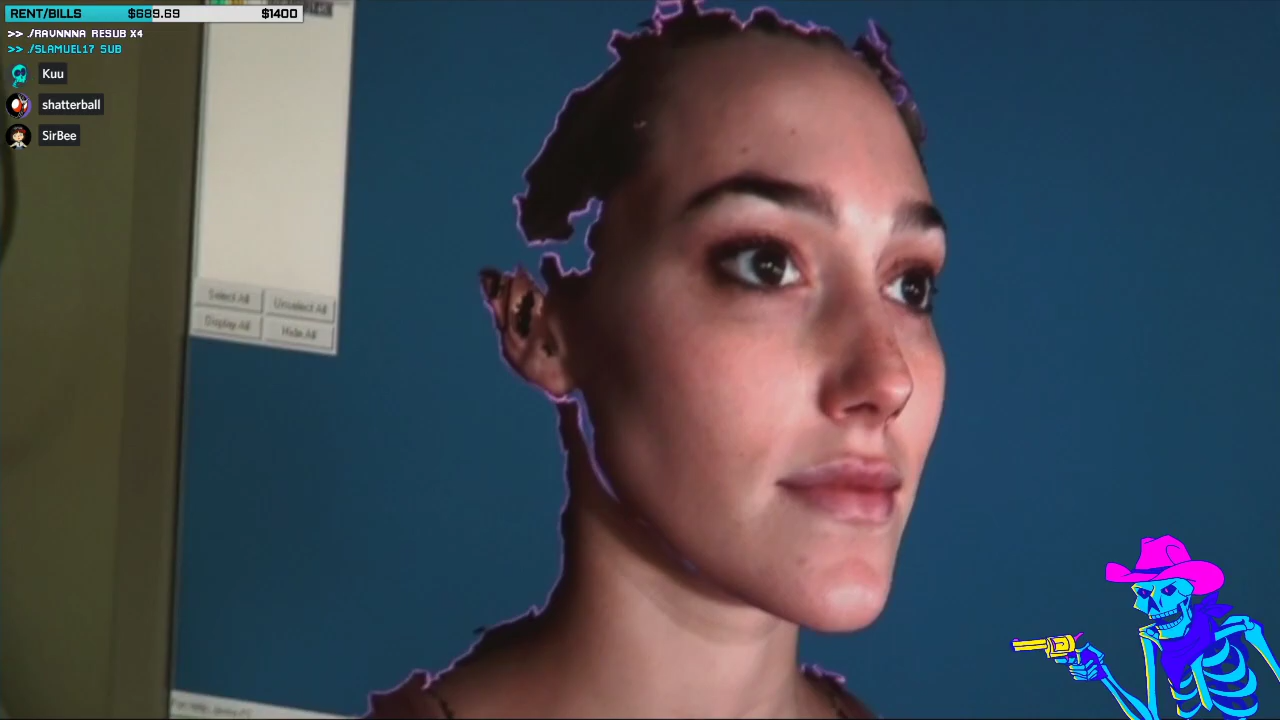 RENT/BILLS $689.69 $1400
>> ./RAVNNNA RESUB X4
>> ./SLAMUEL17 SUB
Kuu
shatterball
SirBee
Select All Unselect All
Display All Hide All